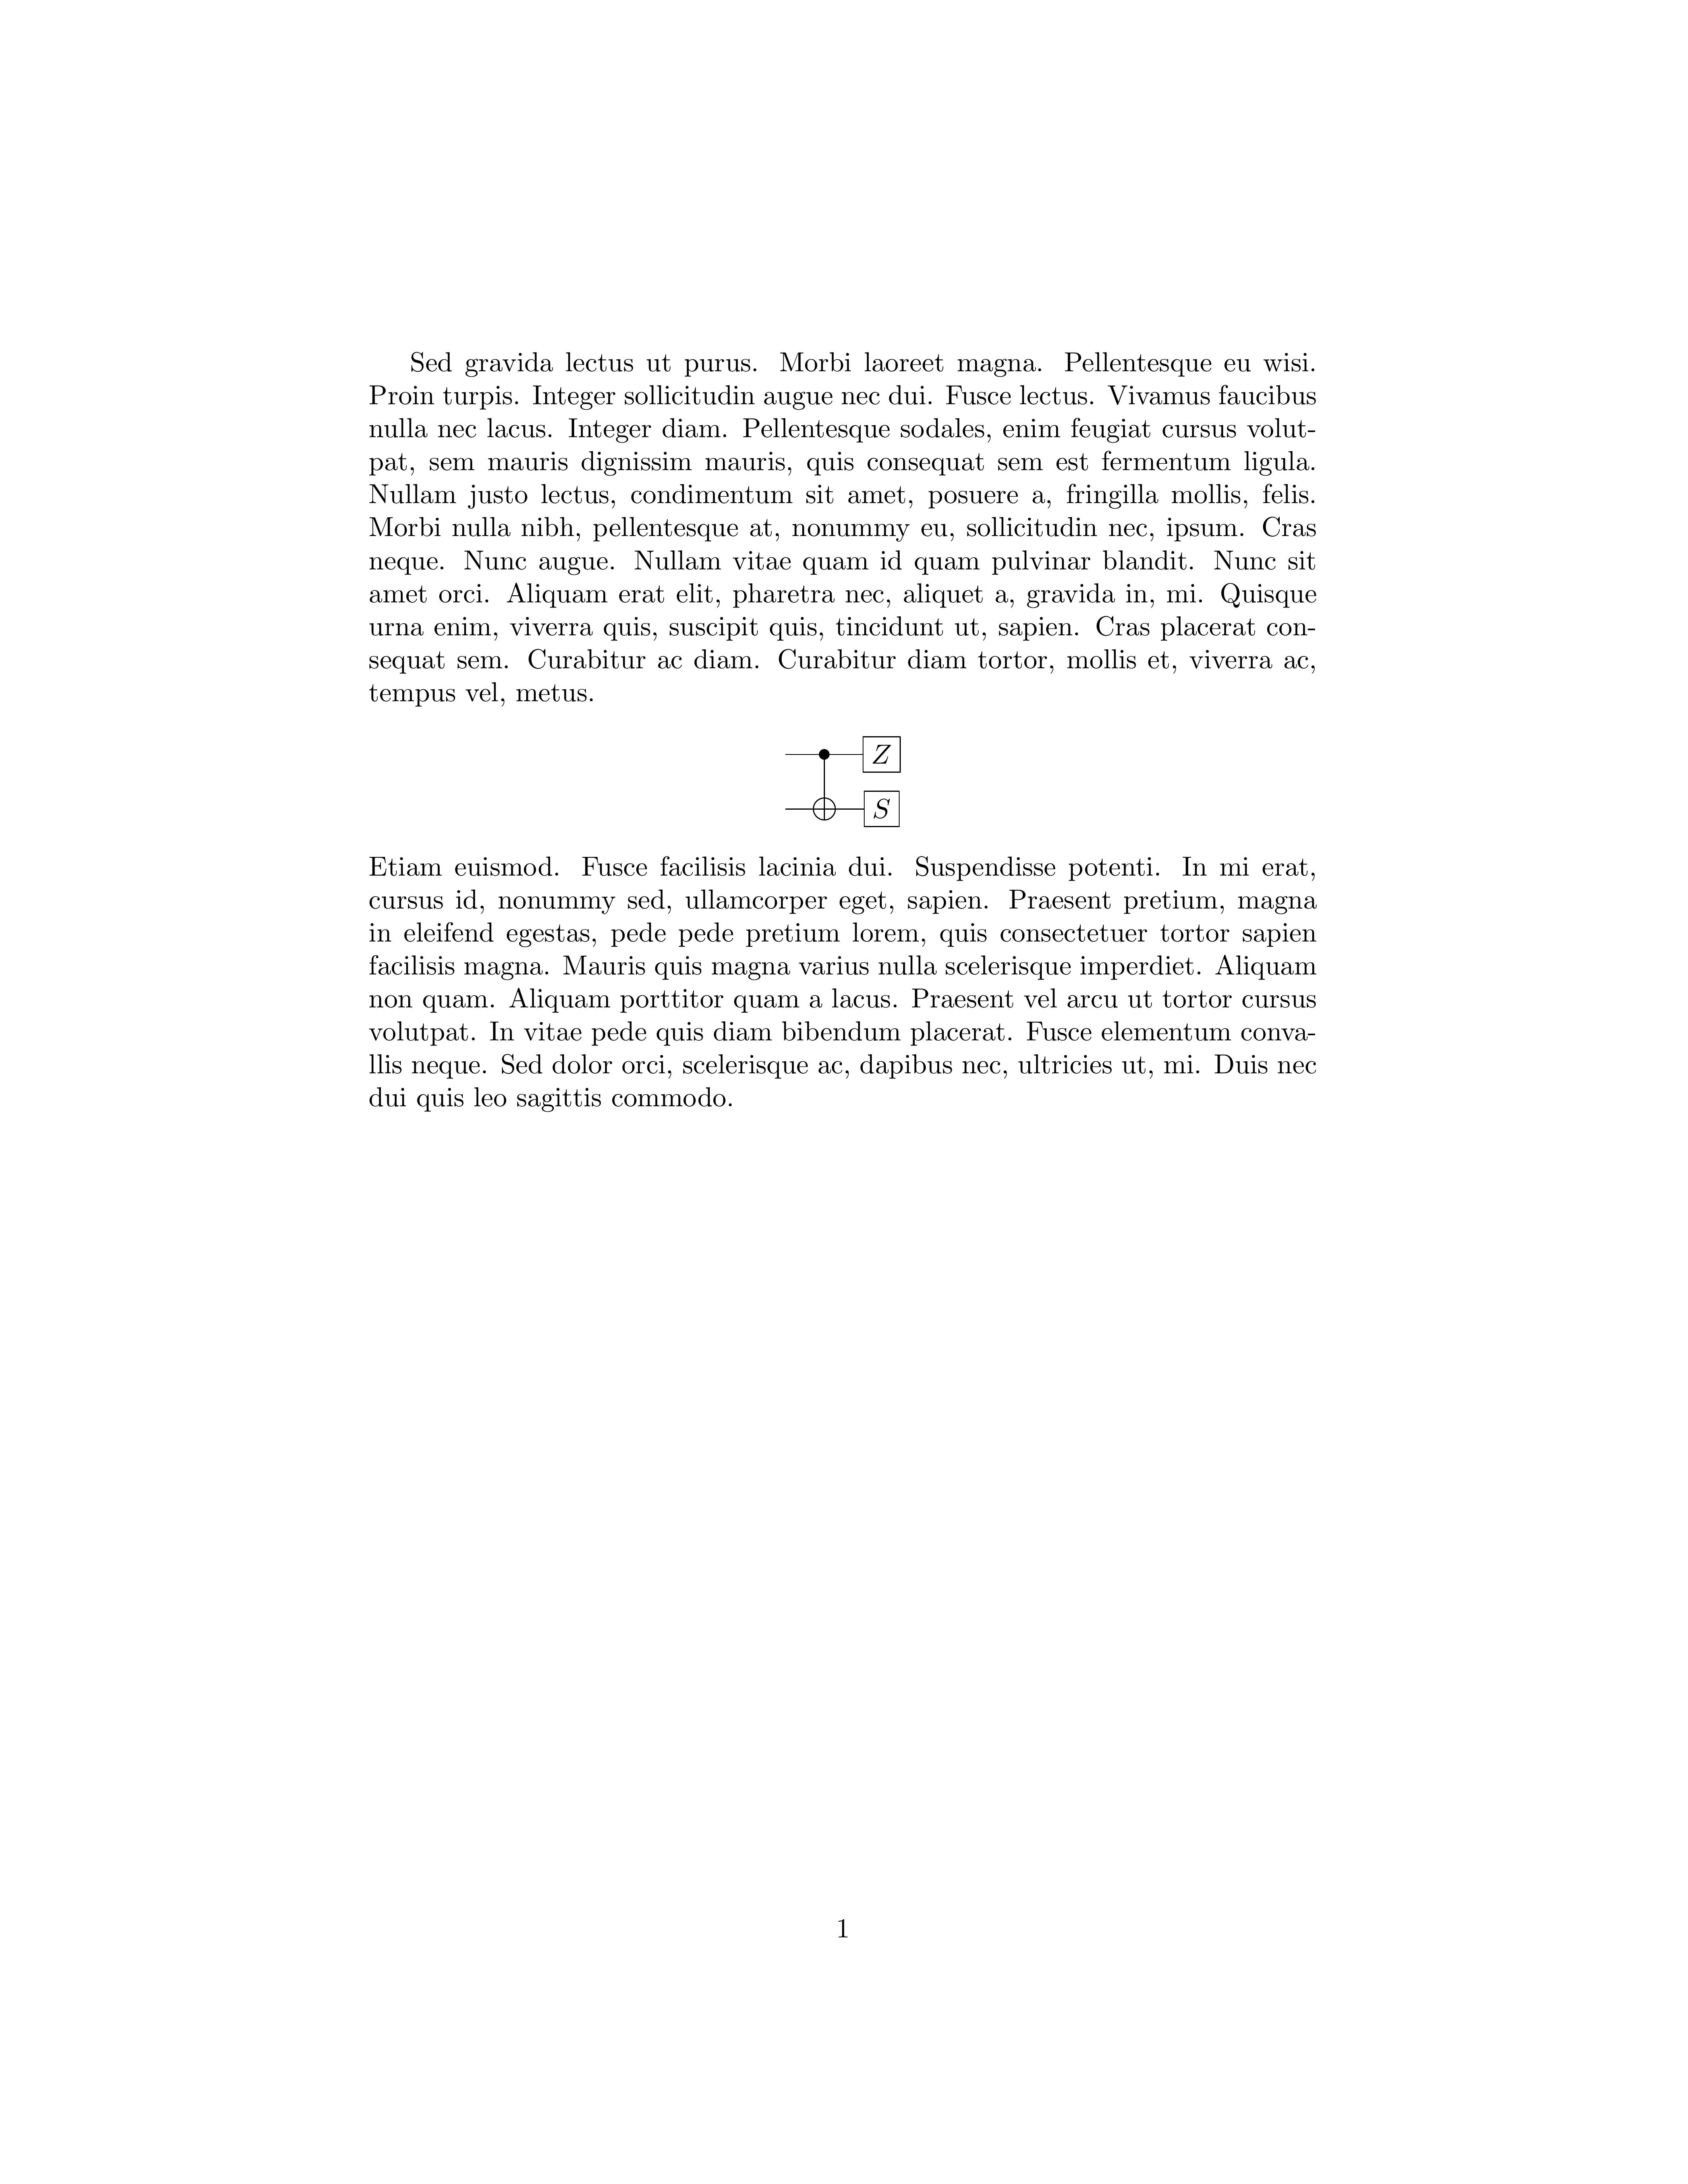 Sed gravida lectus ut purus. Morbi laoreet magna. Pellentesque eu wisi.
Proin turpis. Integer sollicitudin augue nec dui. Fusce lectus. Vivamus faucibus
nulla nec lacus. Integer diam. Pellentesque sodales, enim feugiat cursus volut-
pat, sem mauris dignissim mauris, quis consequat sem est fermentum ligula.
Nullam justo lectus, condimentum sit amet, posuere a, fringilla mollis, felis.
Morbi nulla nibh, pellentesque at, nonummy eu, sollicitudin nec, ipsum. Cras
neque. Nunc augue. Nullam vitae quam id quam pulvinar blandit. Nunc sit
amet orci. Aliquam erat elit, pharetra nec, aliquet a, gravida in, mi. Quisque
urna enim, viverra quis, suscipit quis, tincidunt ut, sapien. Cras placerat con-
sequat sem. Curabitur ac diam. Curabitur diam tortor, mollis et, viverra ac,
tempus vel, metus.
Z
S
Etiam euismod. Fusce facilisis lacinia dui. Suspendisse potenti. In mi erat,
cursus id, nonummy sed, ullamcorper eget, sapien. Praesent pretium, magna
in eleifend egestas, pede pede pretium lorem, quis consectetuer tortor sapien
facilisis magna. Mauris quis magna varius nulla scelerisque imperdiet. Aliquam
non quam. Aliquam porttitor quam a lacus. Praesent vel arcu ut tortor cursus
volutpat. In vitae pede quis diam bibendum placerat. Fusce elementum conva-
llis neque. Sed dolor orci, scelerisque ac, dapibus nec, ultricies ut, mi. Duis nec
dui quis leo sagittis commodo.
1